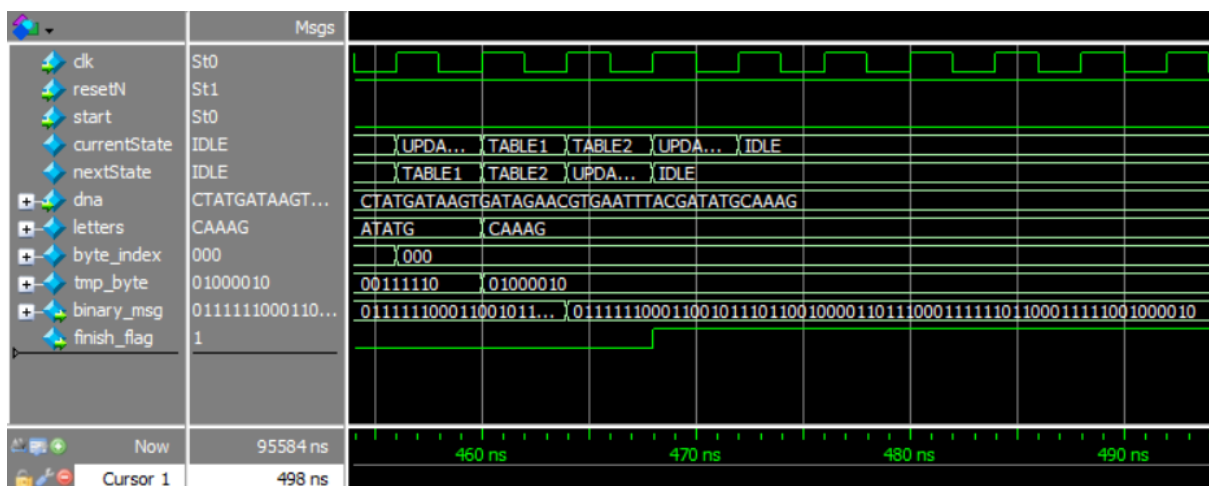 Msgs
clk St0
resetN St1
start St0
currentState IDLE UPDA... TABLE1 TABLE2 UPDA... IDLE
nextState IDLE TABLE1 TABLE2 UPDA... IDLE
dna CTATGATAAGT... CTATGATAAGTGATAGAACGTGAATTTACGATATGCAAAG
letters CAAAG ATATG CAAAG
byte_index 000 000
tmp_byte 01000010 00111110 01000010
binary_msg 0111111000110... 011111100011001011... 0111111000110010111011001000011011100011111101100011111001000010
finish_flag 1
Now 95584 ns 460 ns 470 ns 480 ns 490 ns
Cursor 1 498 ns